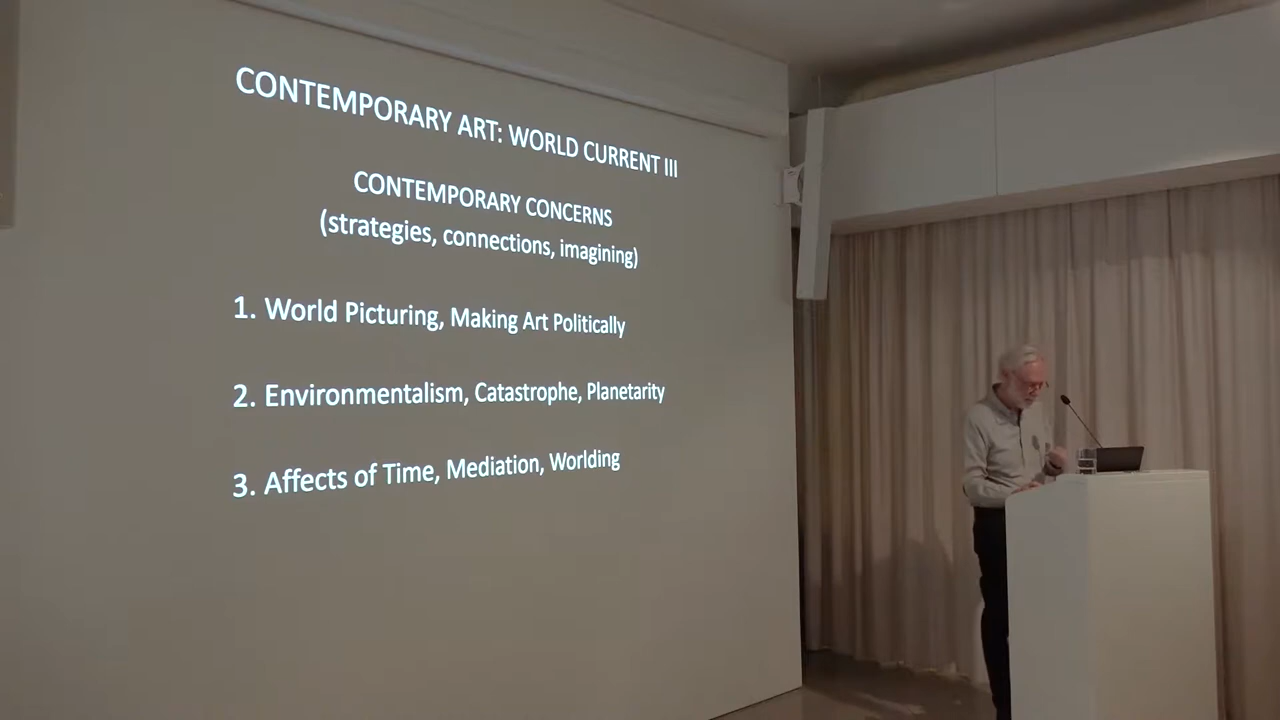 CONTEMPORARY ART: WORLD CURRENT III
CONTEMPORARY CONCERNS
(strategies, connections, imagining)
1. World Picturing, Making Art Politically
2. Environmentalism, Catastrophe, Planetarity
3. Affects of Time, Mediation, Worlding